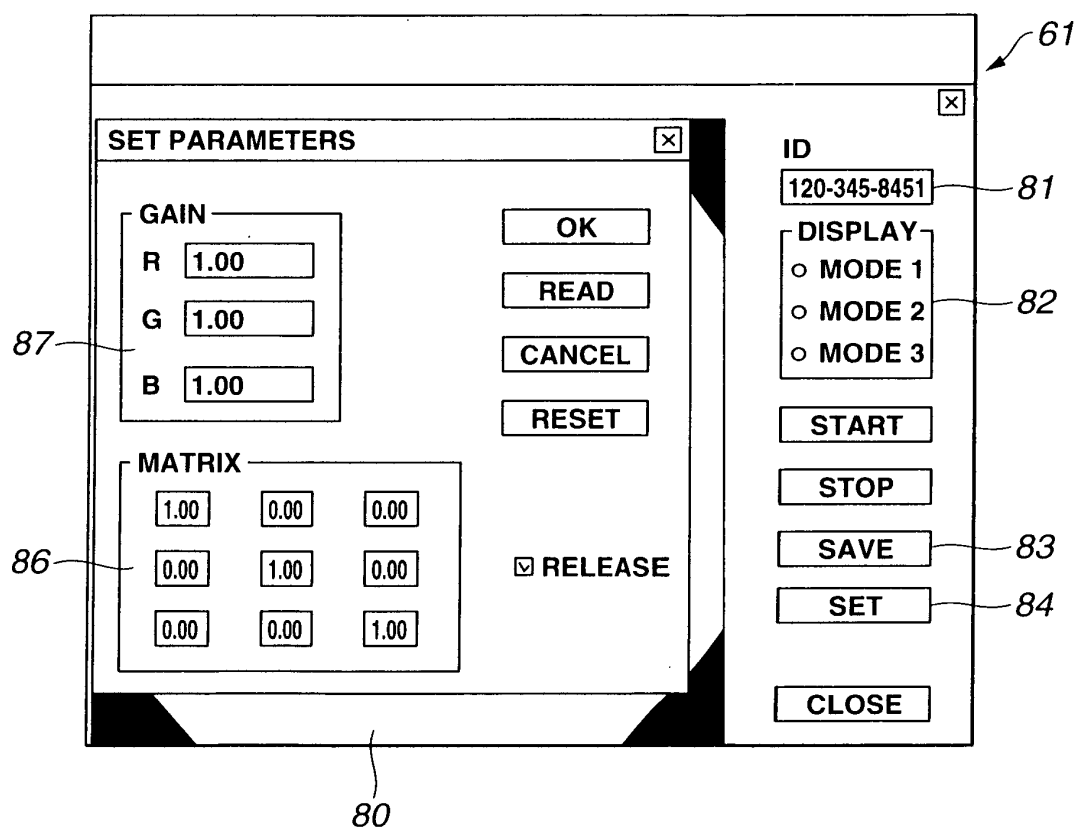 61
SET PARAMETERS
GAIN
R 1.00
G 1.00
B 1.00
87
OK
READ
CANCEL
RESET
MATRIX
1.00 0.00 0.00
0.00 1.00 0.00
0.00 0.00 1.00
86
RELEASE
ID
120-345-8451
81
DISPLAY
MODE 1
MODE 2
MODE 3
82
START
STOP
SAVE
83
SET
84
CLOSE
80